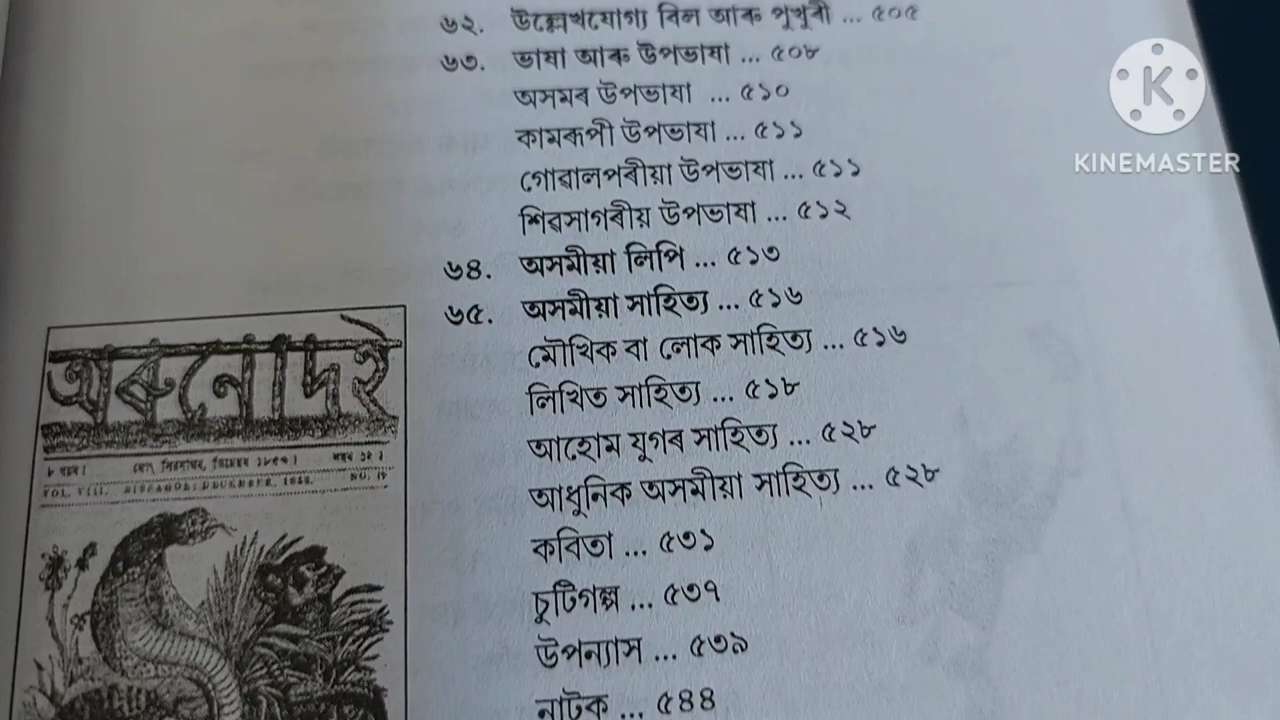 ৬২. উল্লেখযোগ্য বিল আৰু পুখুৰী ... ৫০৫
৬৩. ভাষা আৰু উপভাষা ... ৫০৮
অসমৰ উপভাষা ... ৫১০
কামৰূপী উপভাষা ... ৫১১
গোৱালপৰীয়া উপভাষা ... ৫১১
শিৱসাগৰীয় উপভাষা ... ৫১২
৬৪. অসমীয়া লিপি ... ৫১৩
৬৫. অসমীয়া সাহিত্য ... ৫১৬
মৌখিক বা লোক সাহিত্য ... ৫১৬
লিখিত সাহিত্য ... ৫১৮
আহোম যুগৰ সাহিত্য ... ৫২৮
আধুনিক অসমীয়া সাহিত্য ... ৫২৮
কবিতা ... ৫৩১
চুটিগল্প ... ৫৩৭
উপন্যাস ... ৫৩৯
নাটক ... ৫৪৪
অৰুনোদই
VOL. VIII.
K
KINEMASTER